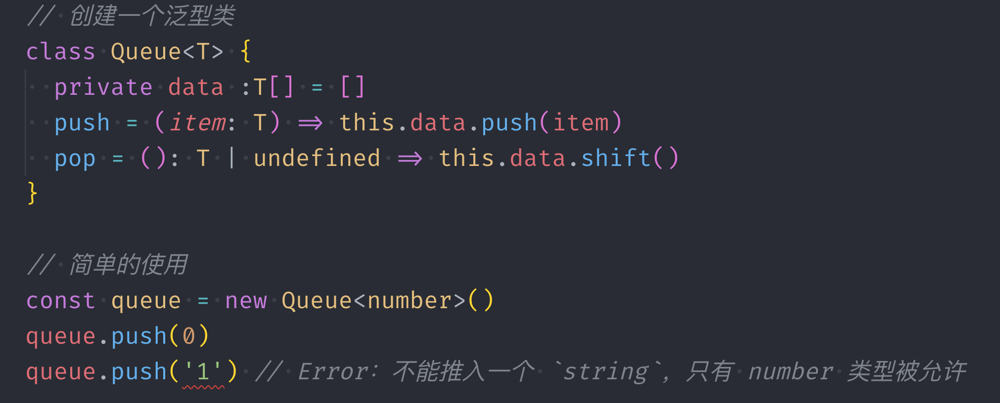 // 创建一个泛型类
class Queue<T> {
  private data :T[] = []
  push = (item: T) => this.data.push(item)
  pop = (): T | undefined => this.data.shift()
}
// 简单的使用
const queue = new Queue<number>()
queue.push(0)
queue.push('1') // Error: 不能推入一个 `string`，只有 number 类型被允许